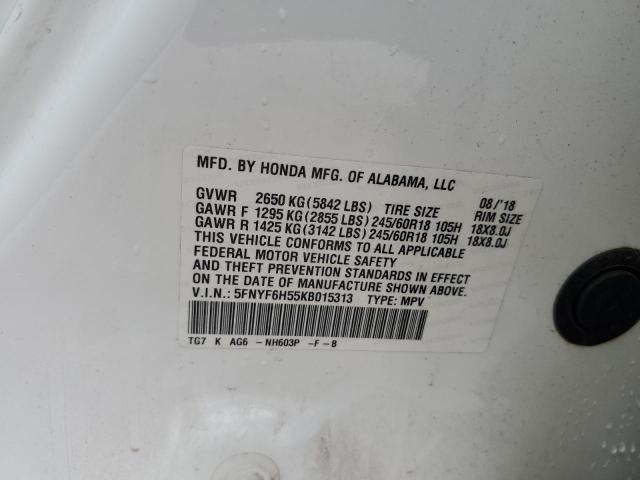 MFD. BY HONDA MFG. OF ALABAMA, LLC
GVWR 2650 KG (5842 LBS) TIRE SIZE 08/'18 RIM SIZE
GAWR F 1295 KG (2855 LBS) 245/60R18 105H 18X8.0J
GAWR R 1425 KG (3142 LBS) 245/60R18 105H 18X8.0J
THIS VEHICLE CONFORMS TO ALL APPLICABLE
FEDERAL MOTOR VEHICLE SAFETY
AND THEFT PREVENTION STANDARDS IN EFFECT
ON THE DATE OF MANUFACTURE SHOWN ABOVE.
V.I.N.: 5FNYF6H55KB015313 TYPE: MPV
TG7 K AG6 -NH603P -F-B